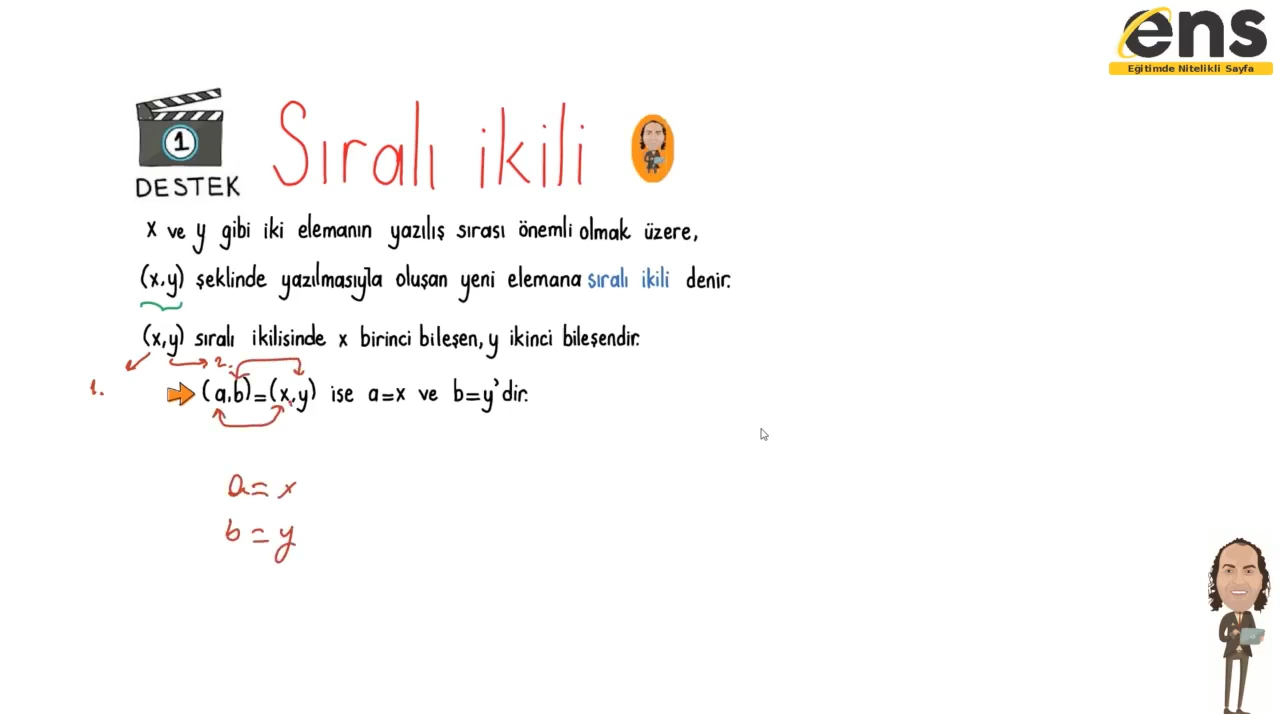 ens
Eğitimde Nitelikli Sayfa
1
DESTEK
Sıralı ikili
x ve y gibi iki elemanın yazılış sırası önemli olmak üzere,
(x,y) şeklinde yazılmasıyla oluşan yeni elemana sıralı ikili denir.
(x,y) sıralı ikilisinde x birinci bileşen, y ikinci bileşendir.
2.
1.
(a,b)=(x,y) ise a=x ve b=y'dir.
a=x
b=y